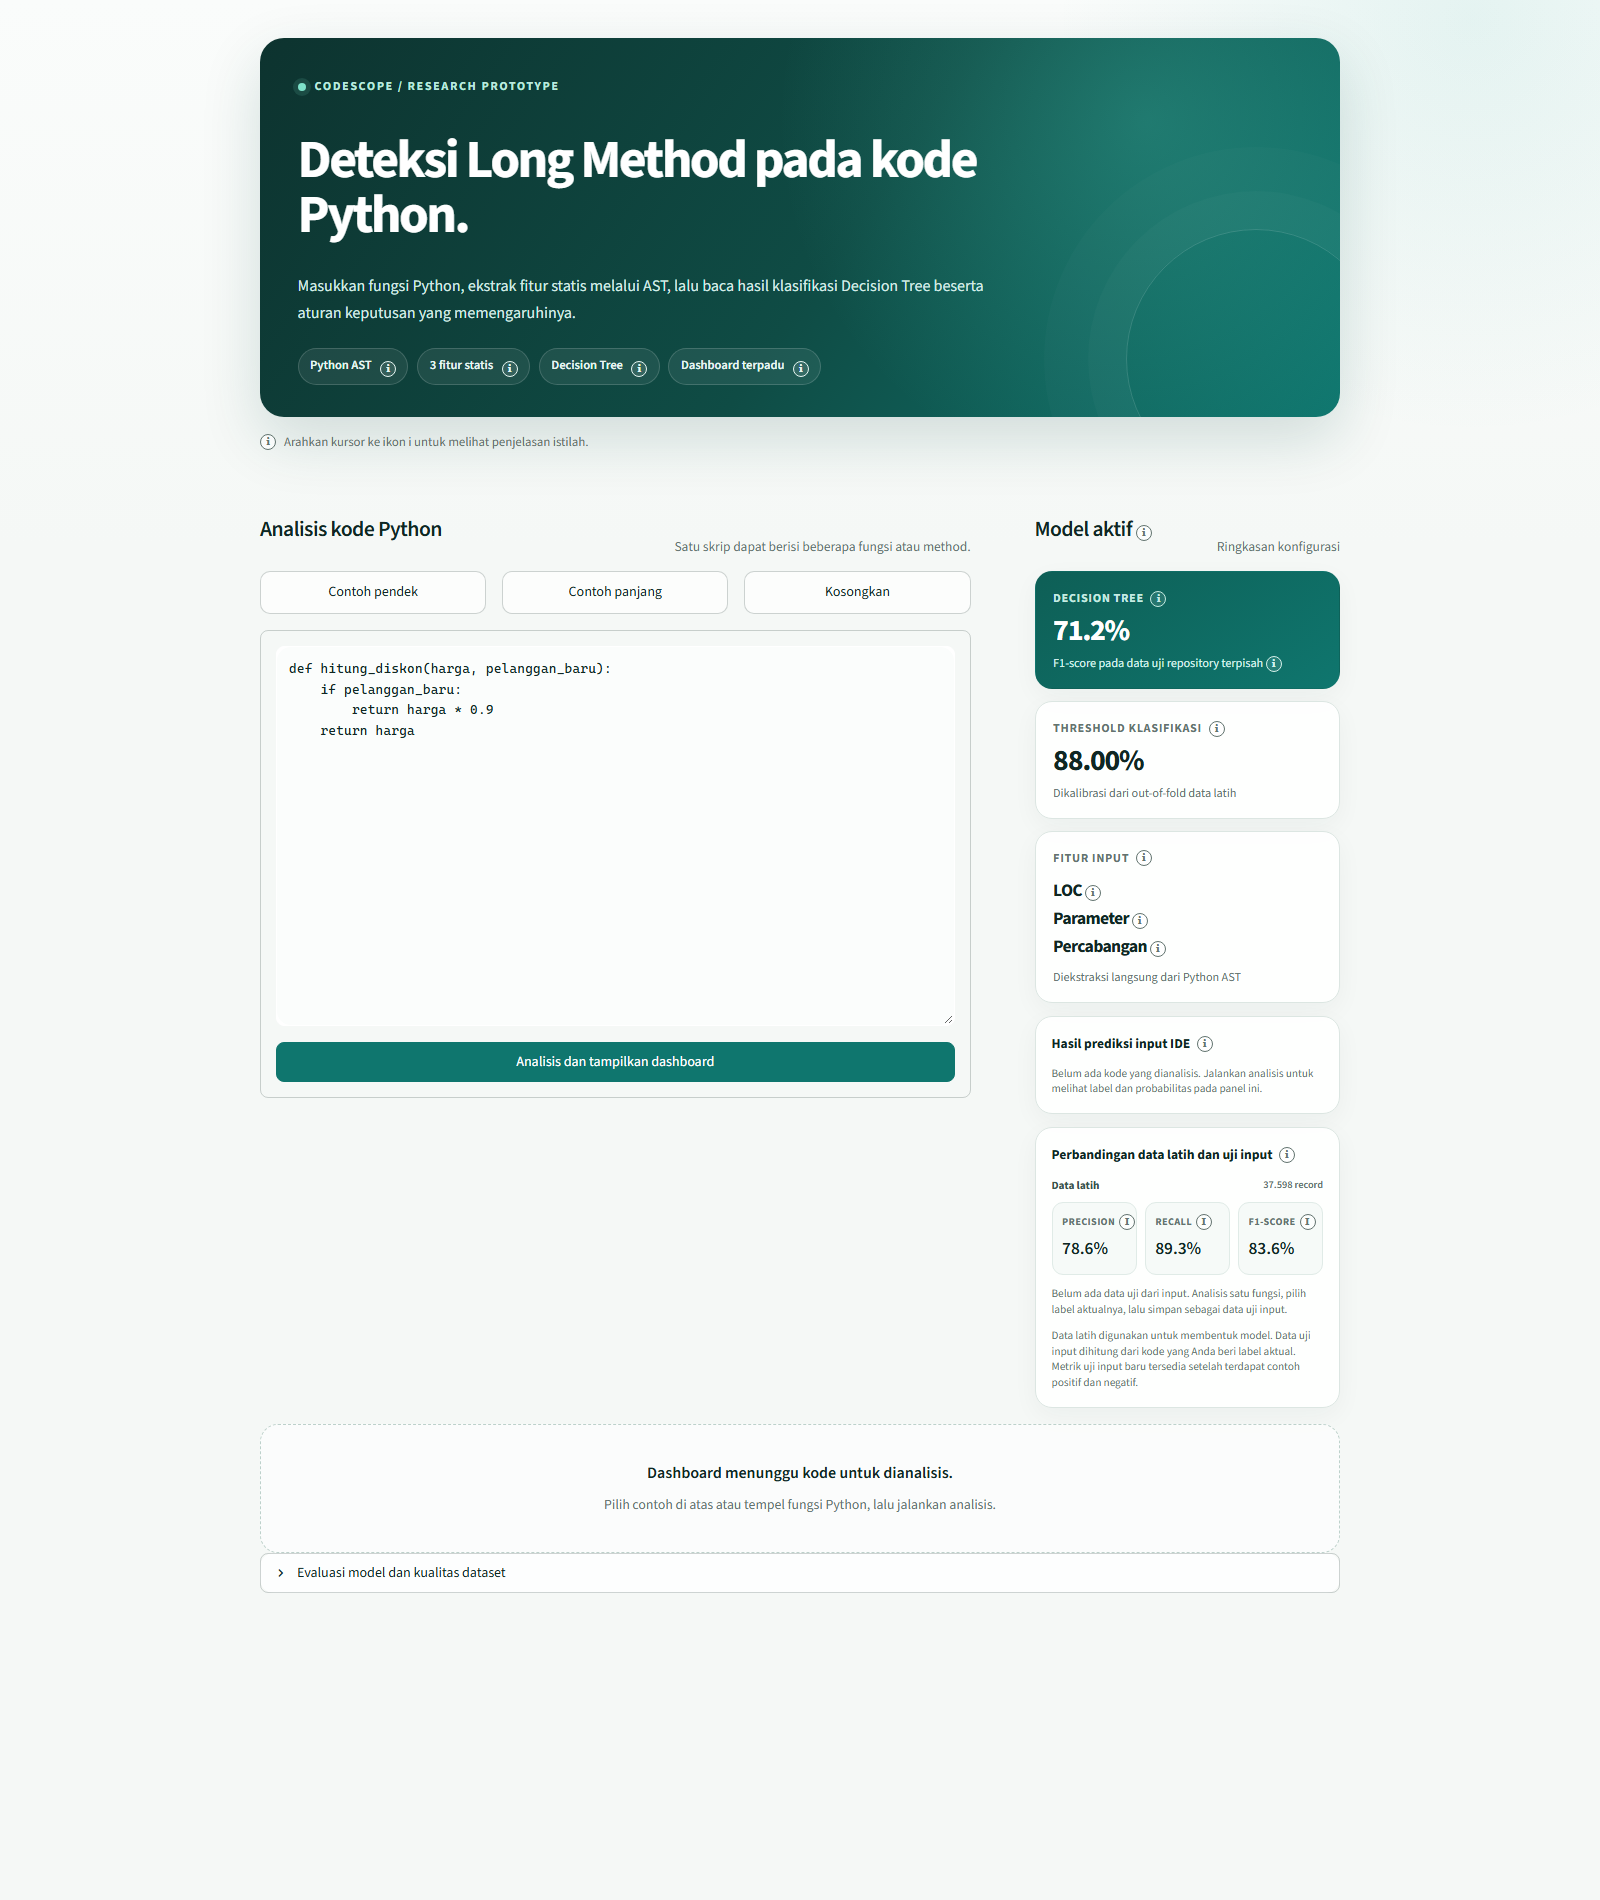 CODESCOPE / RESEARCH PROTOTYPE
Deteksi Long Method pada kode
Python.
Masukkan fungsi Python, ekstrak fitur statis melalui AST, lalu baca hasil klasifikasi Decision Tree beserta
aturan keputusan yang memengaruhinya.
Python AST i
3 fitur statis i
Decision Tree i
Dashboard terpadu i
i Arahkan kursor ke ikon i untuk melihat penjelasan istilah.
Analisis kode Python
Satu skrip dapat berisi beberapa fungsi atau method.
Contoh pendek
Contoh panjang
Kosongkan
def hitung_diskon(harga, pelanggan_baru):
    if pelanggan_baru:
        return harga * 0.9
    return harga
Analisis dan tampilkan dashboard
Model aktif i
Ringkasan konfigurasi
DECISION TREE i
71.2%
F1-score pada data uji repository terpisah i
THRESHOLD KLASIFIKASI i
88.00%
Dikalibrasi dari out-of-fold data latih
FITUR INPUT i
LOC i
Parameter i
Percabangan i
Diekstraksi langsung dari Python AST
Hasil prediksi input IDE i
Belum ada kode yang dianalisis. Jalankan analisis untuk
melihat label dan probabilitas pada panel ini.
Perbandingan data latih dan uji input i
Data latih
37.598 record
PRECISION I
78.6%
RECALL I
89.3%
F1-SCORE I
83.6%
Belum ada data uji dari input. Analisis satu fungsi, pilih
label aktualnya, lalu simpan sebagai data uji input.
Data latih digunakan untuk membentuk model. Data uji
input dihitung dari kode yang Anda beri label aktual.
Metrik uji input baru tersedia setelah terdapat contoh
positif dan negatif.
Dashboard menunggu kode untuk dianalisis.
Pilih contoh di atas atau tempel fungsi Python, lalu jalankan analisis.
Evaluasi model dan kualitas dataset